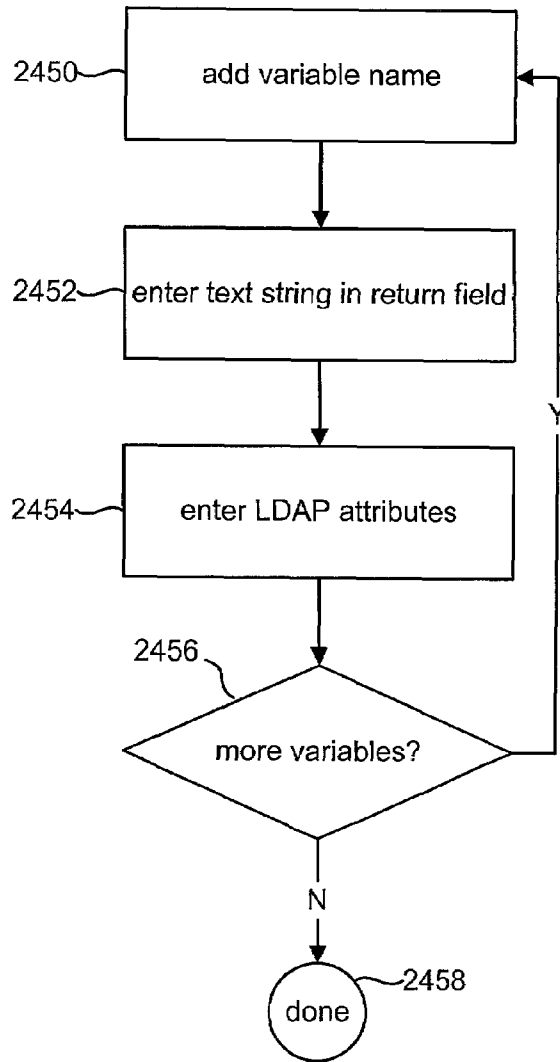 2450
add variable name
2452
enter text string in return field
Y
2454
enter LDAP attributes
2456
more variables?
N
2458
done